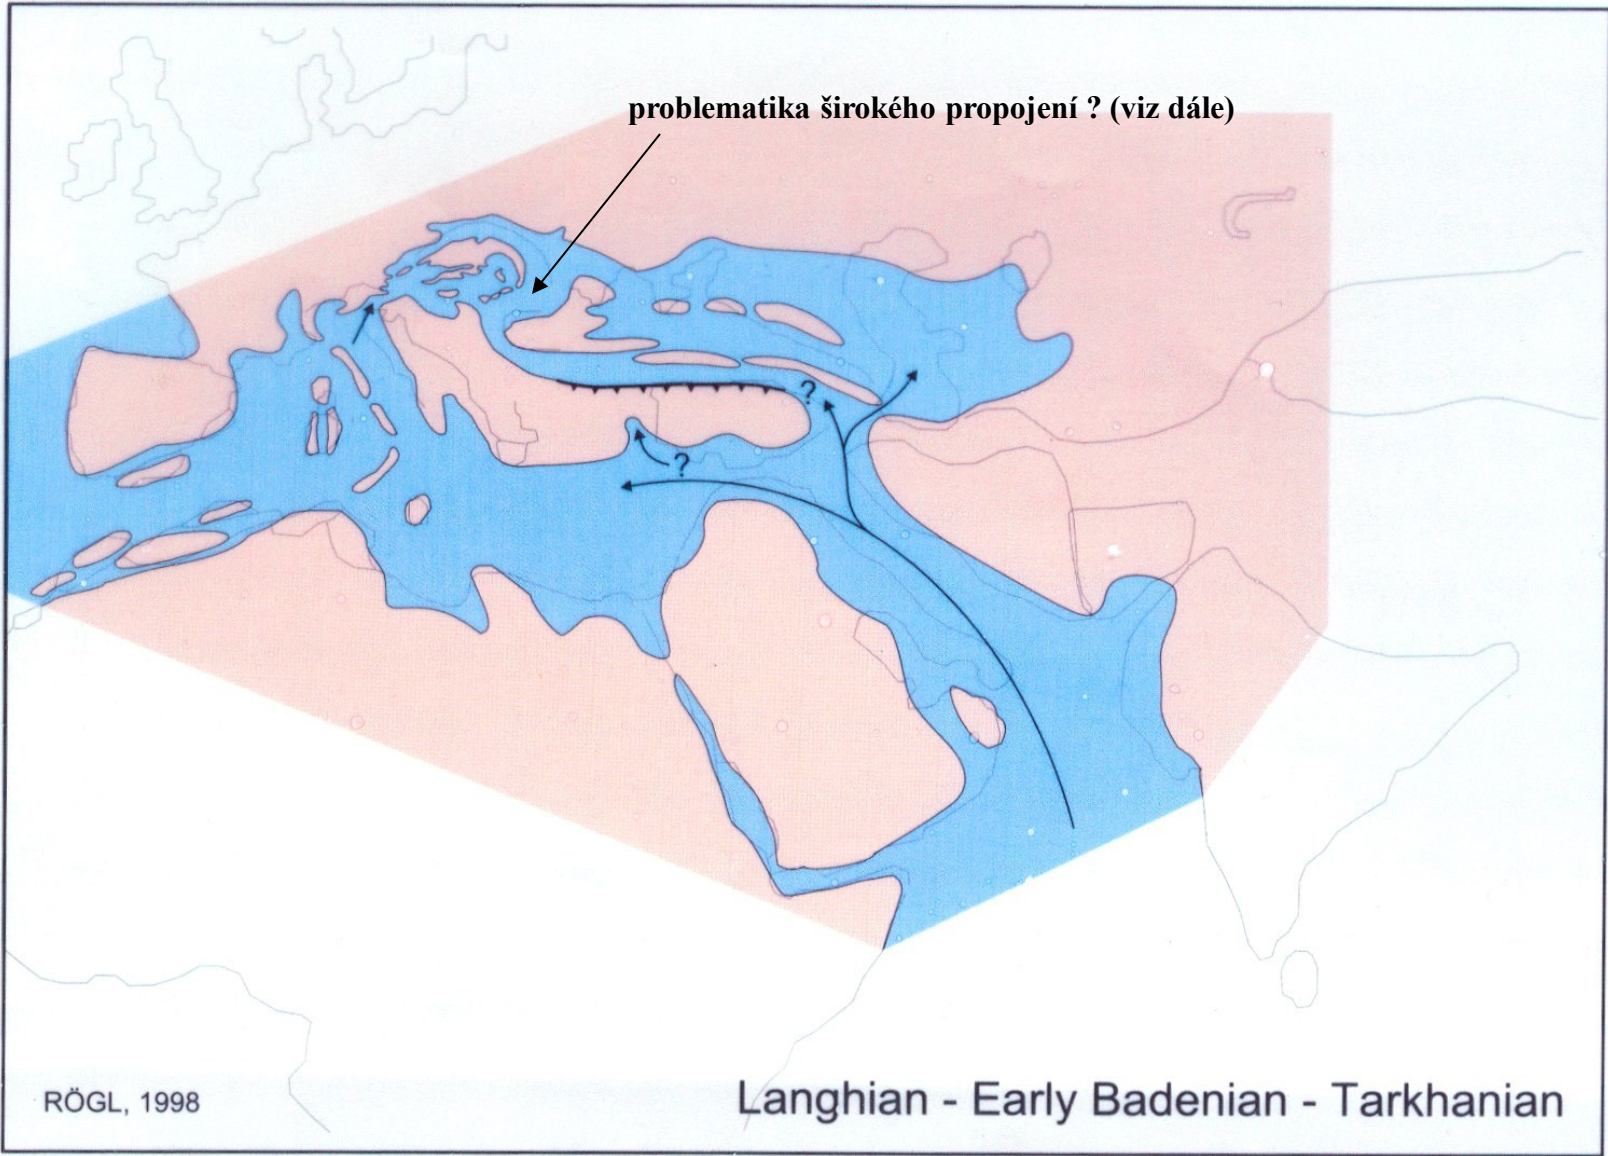 problematika širokého propojení ? (viz dále)
?
?
RÖGL, 1998
Langhian - Early Badenian - Tarkhanian